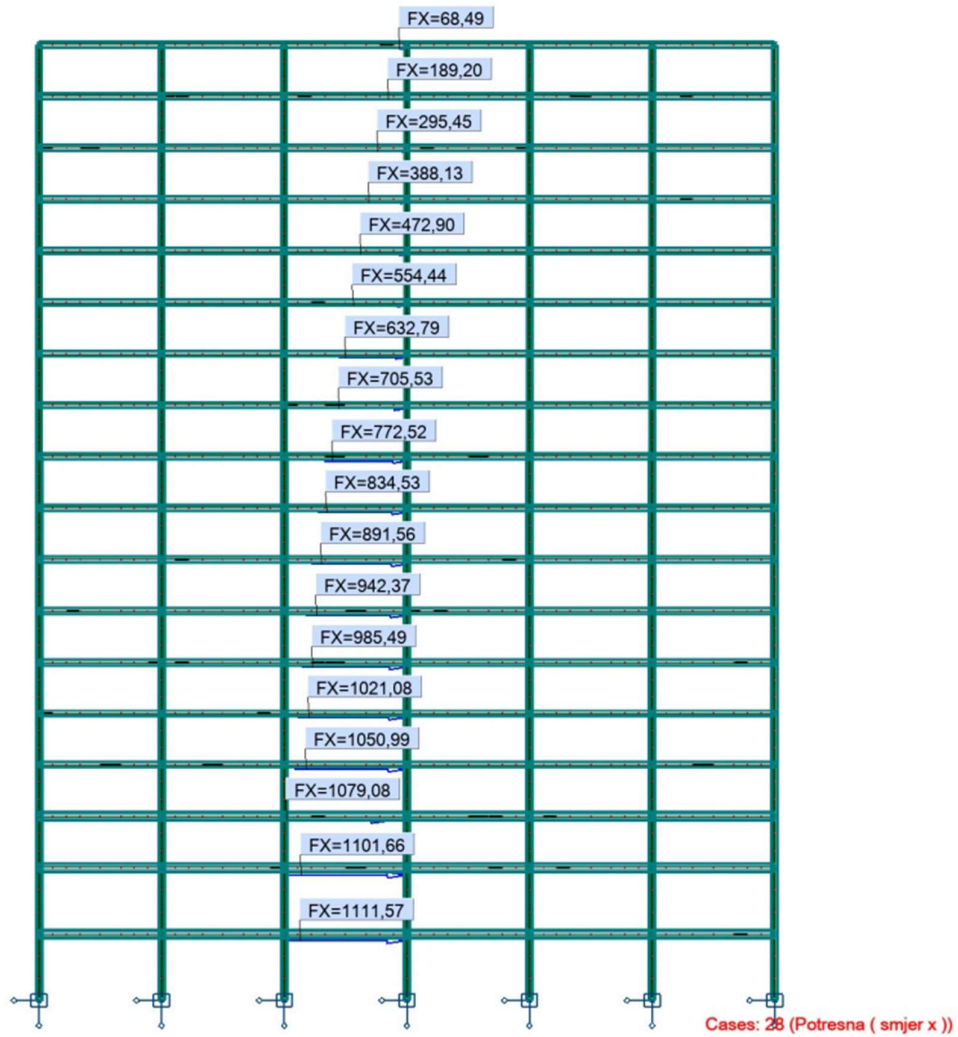 FX=68,49
FX=189,20
FX=295,45
FX=388,13
FX=472,90
FX=554,44
FX=632,79
FX=705,53
FX=772,52
FX=834,53
FX=891,56
FX=942,37
FX=985,49
FX=1021,08
FX=1050,99
FX=1079,08
FX=1101,66
FX=1111,57
Cases: 28 (Potresna ( smjer x ))